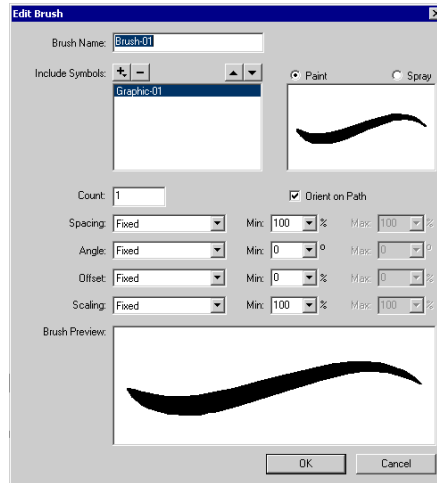 Edit Brush
Brush Name: Brush-01
Include Symbols: + − Paint Spray
Graphic-01
Count: 1 Orient on Path
Spacing: Fixed Min: 100 % Max: 100 %
Angle: Fixed Min: 0 ° Max: 0 °
Offset: Fixed Min: 0 % Max: 0 %
Scaling: Fixed Min: 100 % Max: 100 %
Brush Preview:
OK Cancel